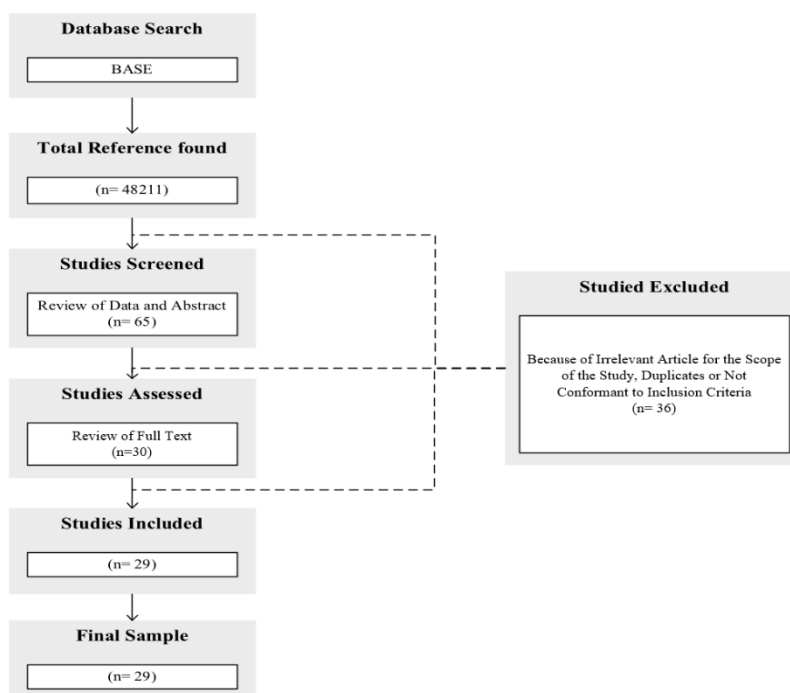 Database Search
BASE
Total Reference found
(n= 48211)
Studies Screened
Review of Data and Abstract
(n= 65)
Studies Assessed
Review of Full Text
(n=30)
Studies Included
(n= 29)
Final Sample
(n= 29)
Studied Excluded
Because of Irrelevant Article for the Scope
of the Study, Duplicates or Not
Conformant to Inclusion Criteria
(n= 36)